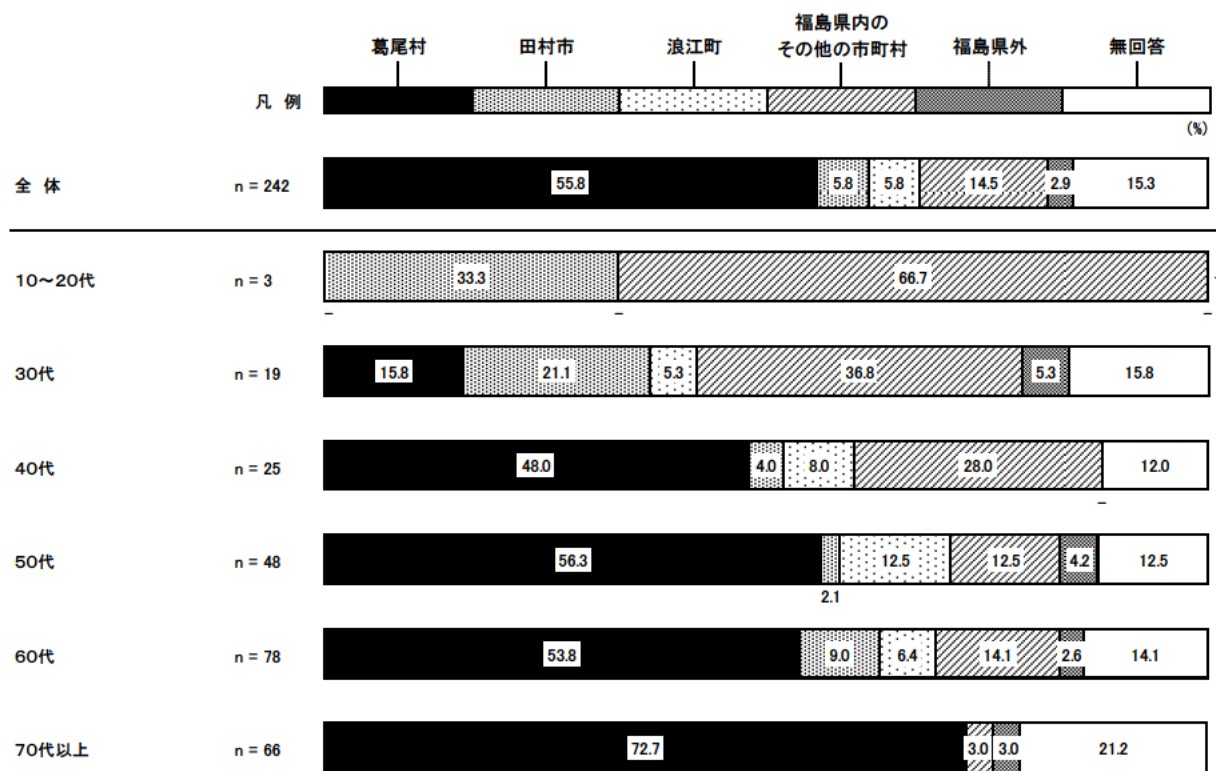 葛尾村 田村市 浪江町 福島県内の
その他の市町村 福島県外 無回答
凡 例
(%)
全 体 n = 242 55.8 5.8 5.8 14.5 2.9 15.3
10～20代 n = 3 33.3 66.7
－ － －
30代 n = 19 15.8 21.1 5.3 36.8 5.3 15.8
40代 n = 25 48.0 4.0 8.0 28.0 12.0
－
50代 n = 48 56.3 12.5 12.5 4.2 12.5
2.1
60代 n = 78 53.8 9.0 6.4 14.1 2.6 14.1
70代以上 n = 66 72.7 3.0 3.0 21.2